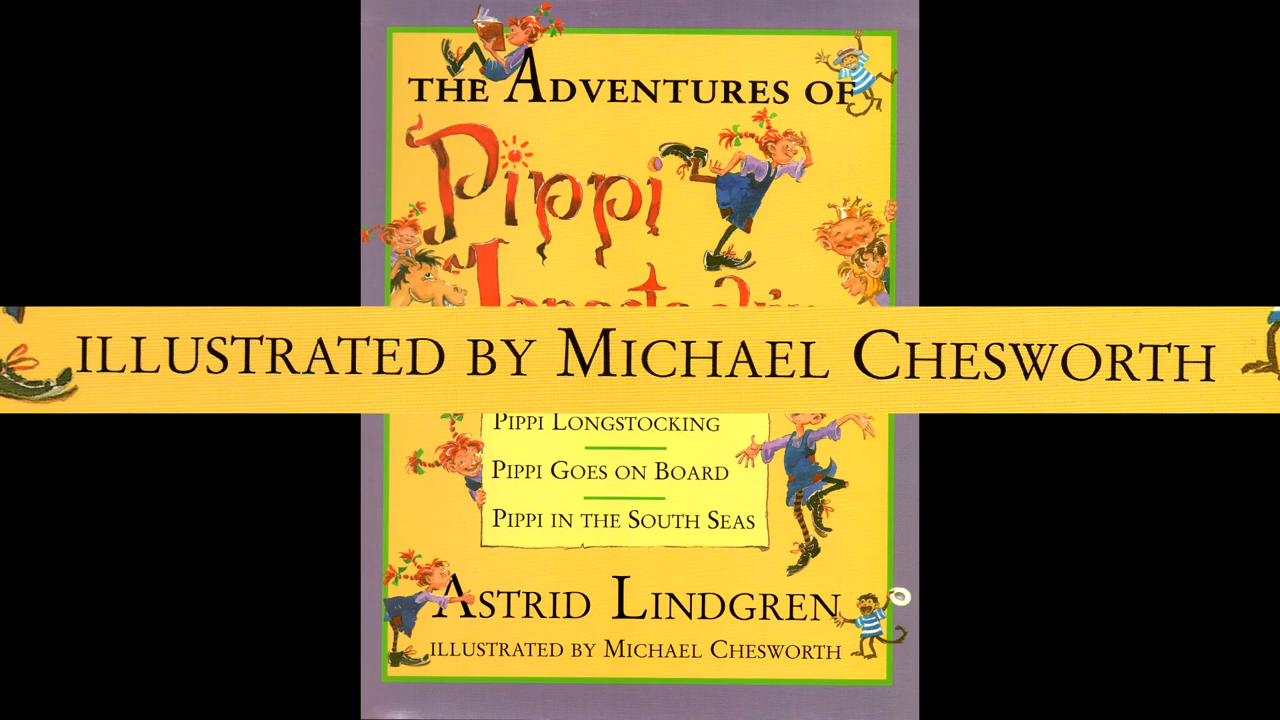 THE ADVENTURES OF
Pippi
ILLUSTRATED BY MICHAEL CHESWORTH
PIPPI LONGSTOCKING
PIPPI GOES ON BOARD
PIPPI IN THE SOUTH SEAS
ASTRID LINDGREN
ILLUSTRATED BY MICHAEL CHESWORTH